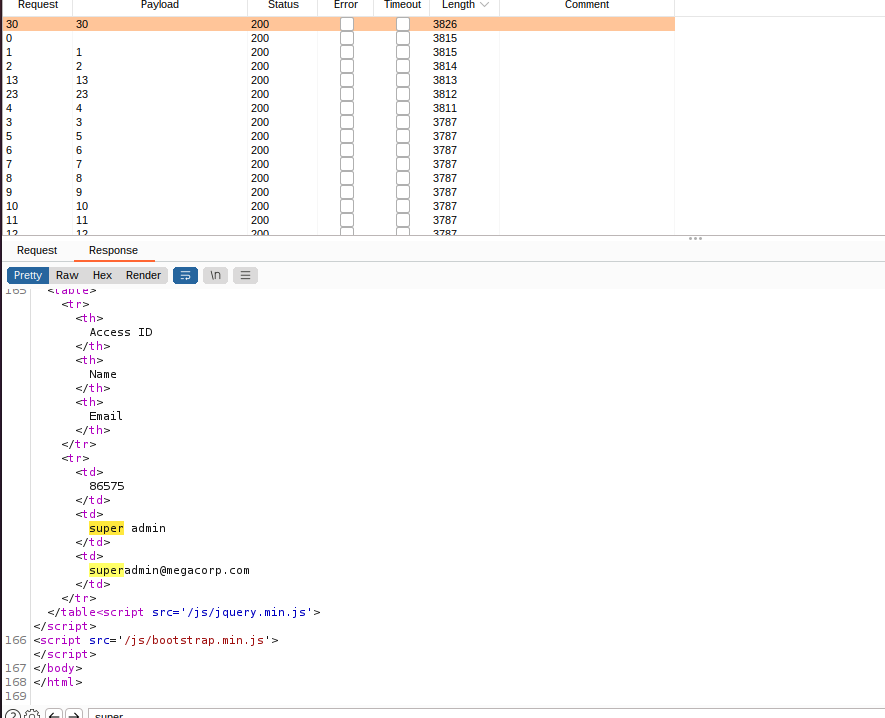 Request Payload Status Error Timeout Length Comment
30 30 200 3826
0 200 3815
1 1 200 3815
2 2 200 3814
13 13 200 3813
23 23 200 3812
4 4 200 3811
3 3 200 3787
5 5 200 3787
6 6 200 3787
7 7 200 3787
8 8 200 3787
9 9 200 3787
10 10 200 3787
11 11 200 3787
12 12 200 3787
Request Response
Pretty Raw Hex Render \n
165 <table>
<tr>
<th>
Access ID
</th>
<th>
Name
</th>
<th>
Email
</th>
</tr>
<tr>
<td>
86575
</td>
<td>
super admin
</td>
<td>
superadmin@megacorp.com
</td>
</tr>
</table<script src='/js/jquery.min.js'>
</script>
166 <script src='/js/bootstrap.min.js'>
</script>
167 </body>
168 </html>
169
? super